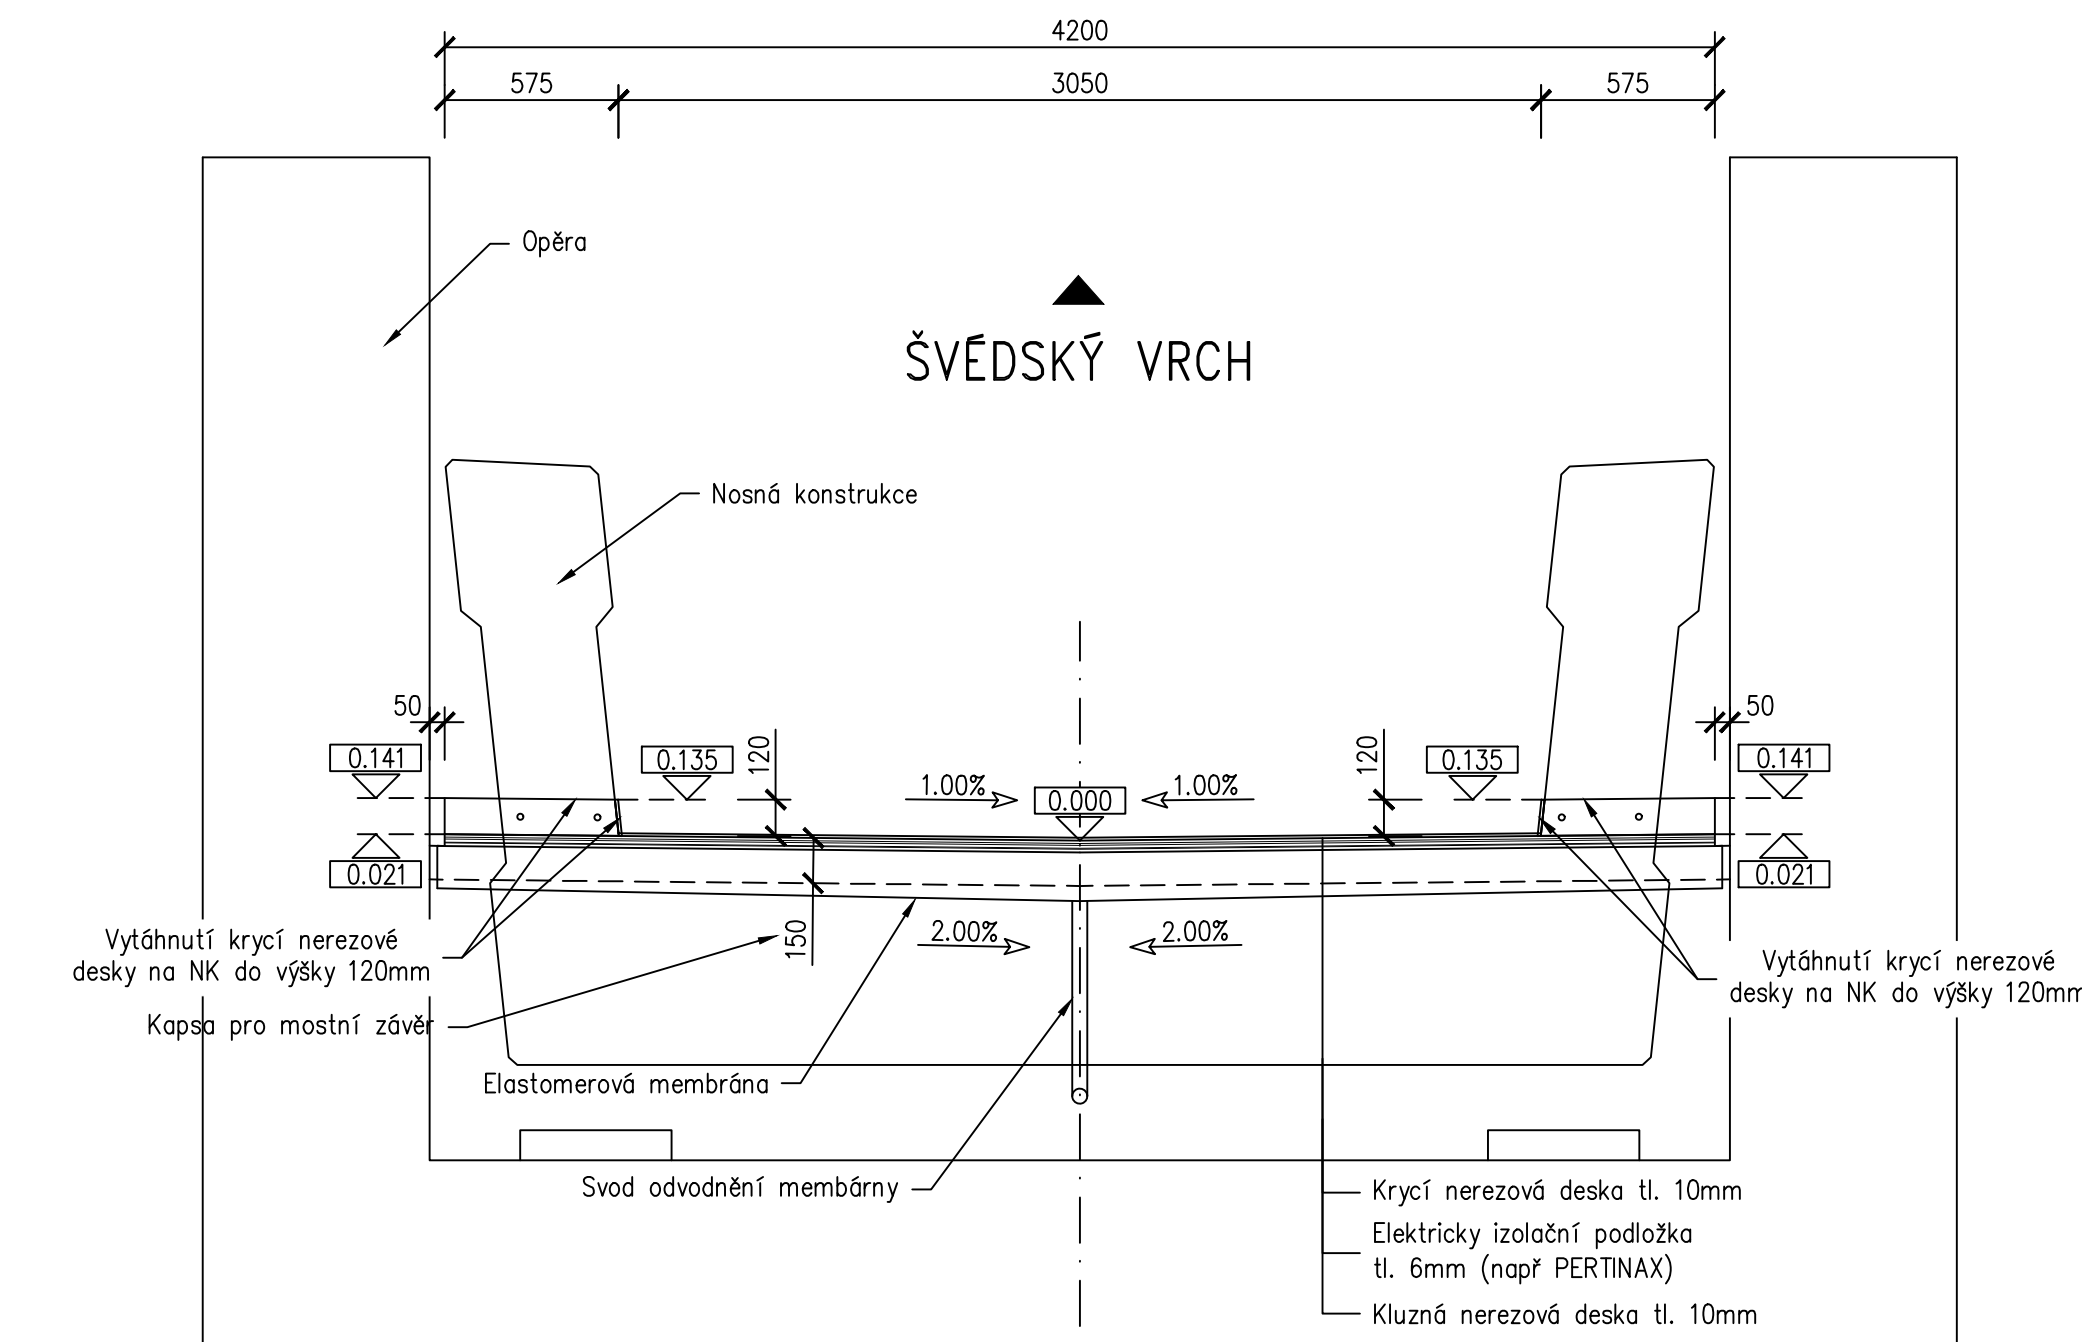 4200
575
3050
575
Opěra
ŠVÉDSKÝ VRCH
Nosná konstrukce
50
50
0.141
0.135
120
1.00%
0.000
1.00%
120
0.135
0.141
0.021
0.021
Vytáhnutí krycí nerezové
desky na NK do výšky 120mm
150
2.00%
2.00%
Vytáhnutí krycí nerezové
desky na NK do výšky 120mm
Kapsa pro mostní závěr
Elastomerová membrána
Svod odvodnění membárny
Krycí nerezová deska tl. 10mm
Elektricky izolační podložka
tl. 6mm (např PERTINAX)
Kluzná nerezová deska tl. 10mm